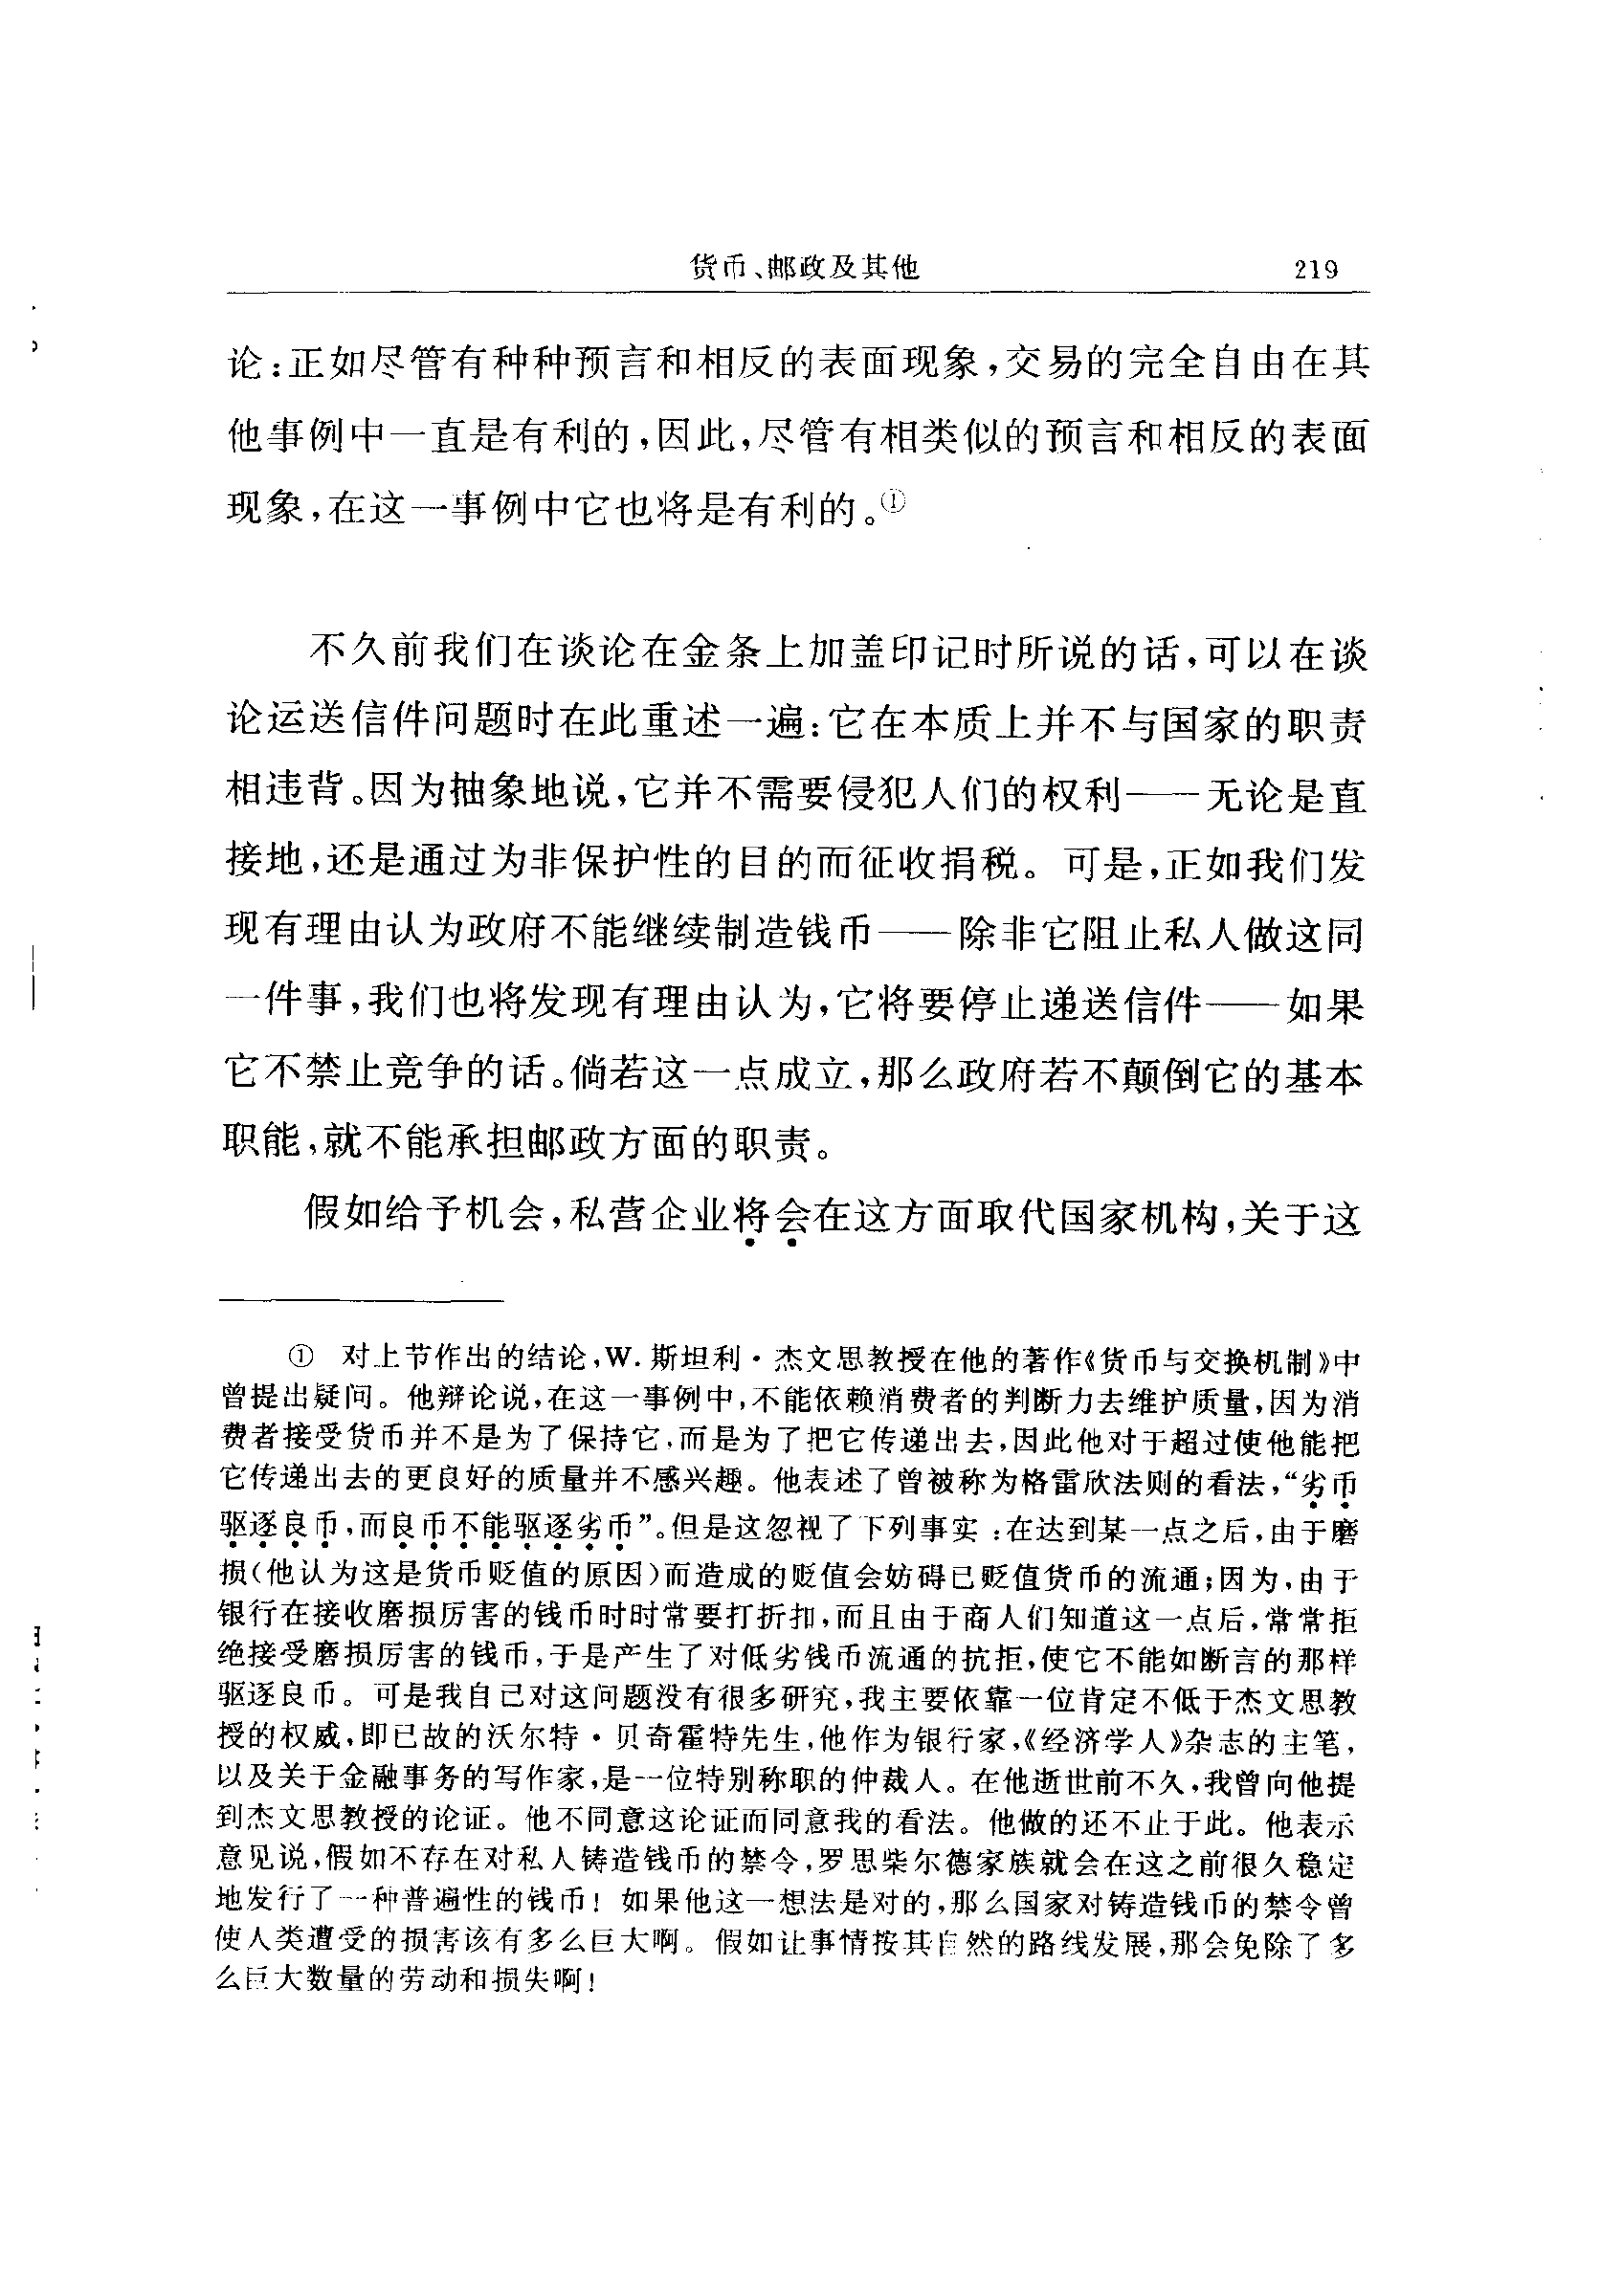 货币、邮政及其他 219
论:正如尽管有种种预言和相反的表面现象,交易的完全自由在其
他事例中一直是有利的,因此,尽管有相类似的预言和相反的表面
现象,在这一事例中它也将是有利的。①
不久前我们在谈论在金条上加盖印记时所说的话,可以在谈
论运送信件问题时在此重述一遍:它在本质上并不与国家的职责
相违背。因为抽象地说,它并不需要侵犯人们的权利——无论是直
接地,还是通过为非保护性的目的而征收捐税。可是,正如我们发
现有理由认为政府不能继续制造钱币——除非它阻止私人做这同
一件事,我们也将发现有理由认为,它将要停止递送信件——如果
它不禁止竞争的话。倘若这一点成立,那么政府若不颠倒它的基本
职能,就不能承担邮政方面的职责。
假如给予机会,私营企业将会在这方面取代国家机构,关于这
① 对上节作出的结论,W.斯坦利·杰文思教授在他的著作《货币与交换机制》中
曾提出疑问。他辩论说,在这一事例中,不能依赖消费者的判断力去维护质量,因为消
费者接受货币并不是为了保持它,而是为了把它传递出去,因此他对于超过使他能把
它传递出去的更良好的质量并不感兴趣。他表述了曾被称为格雷欣法则的看法,“劣币
驱逐良币,而良币不能驱逐劣币”。但是这忽视了下列事实:在达到某一点之后,由于磨
损(他认为这是货币贬值的原因)而造成的贬值会妨碍已贬值货币的流通;因为,由于
银行在接收磨损厉害的钱币时时常要打折扣,而且由于商人们知道这一点后,常常拒
绝接受磨损厉害的钱币,于是产生了对低劣钱币流通的抗拒,使它不能如断言的那样
驱逐良币。可是我自己对这问题没有很多研究,我主要依靠一位肯定不低于杰文思教
授的权威,即已故的沃尔特·贝奇霍特先生,他作为银行家,《经济学人》杂志的主笔,
以及关于金融事务的写作家,是一位特别称职的仲裁人。在他逝世前不久,我曾向他提
到杰文思教授的论证。他不同意这论证而同意我的看法。他做的还不止于此。他表示
意见说,假如不存在对私人铸造钱币的禁令,罗思柴尔德家族就会在这之前很久稳定
地发行了一种普遍性的钱币!如果他这一想法是对的,那么国家对铸造钱币的禁令曾
使人类遭受的损害该有多么巨大啊。假如让事情按其自然的路线发展,那会免除了多
么巨大数量的劳动和损失啊!